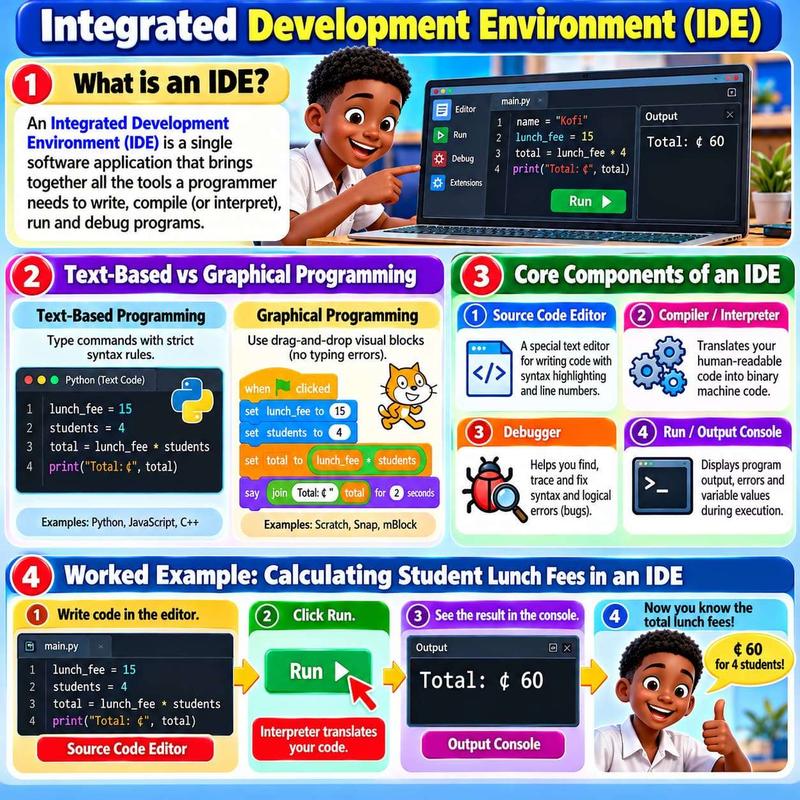 Integrated Development Environment (IDE)
1 What is an IDE?
An Integrated Development
Environment (IDE) is a single
software application that brings
together all the tools a programmer
needs to write, compile (or interpret),
run and debug programs.
Editor
Run
Debug
Extensions
main.py ×
1 name = "Kofi"
2 lunch_fee = 15
3 total = lunch_fee * 4
4 print("Total: ₵", total)
Run
Output ×
Total: ₵ 60
2 Text-Based vs Graphical Programming
Text-Based Programming
Type commands with strict
syntax rules.
Python (Text Code)
1 lunch_fee = 15
2 students = 4
3 total = lunch_fee * students
4 print("Total: ₵", total)
Examples: Python, JavaScript, C++
Graphical Programming
Use drag-and-drop visual blocks
(no typing errors).
when clicked
set lunch_fee to 15
set students to 4
set total to lunch_fee * students
say join Total: ₵ " total for 2 seconds
Examples: Scratch, Snap, mBlock
3 Core Components of an IDE
1 Source Code Editor
</>
A special text editor
for writing code with
syntax highlighting
and line numbers.
2 Compiler / Interpreter
Translates your
human-readable
code into binary
machine code.
3 Debugger
Helps you find,
trace and fix
syntax and logical
errors (bugs).
4 Run / Output Console
>_
Displays program
output, errors and
variable values
during execution.
4 Worked Example: Calculating Student Lunch Fees in an IDE
1 Write code in the editor.
main.py ×
1 lunch_fee = 15
2 students = 4
3 total = lunch_fee * students
4 print("Total: ₵", total)
Source Code Editor
2 Click Run.
Run
Interpreter translates
your code.
3 See the result in the console.
Output ×
Total: ₵ 60
Output Console
4 Now you know the
total lunch fees!
₵ 60
for 4 students!